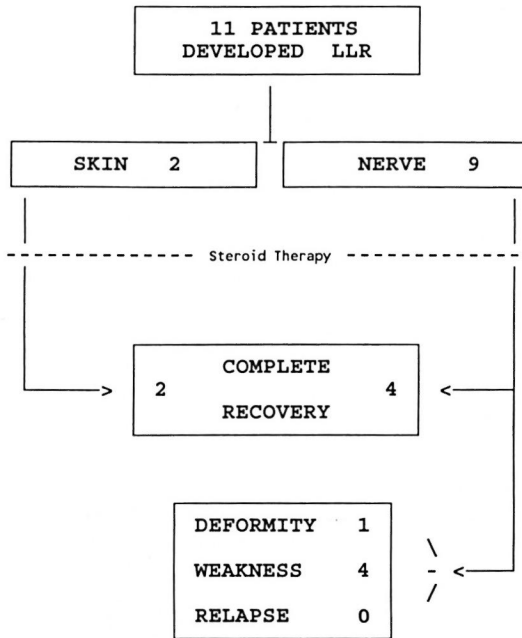 11 PATIENTS
DEVELOPED LLR
SKIN 2
NERVE 9
Steroid Therapy
COMPLETE
2 4
RECOVERY
DEFORMITY 1
WEAKNESS 4
RELAPSE 0